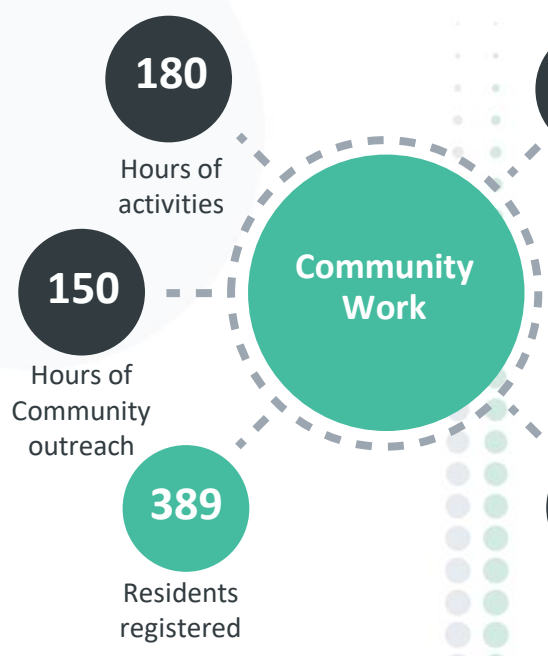 180
Hours of
activities
Community
Work
150
Hours of
Community
outreach
389
Residents
registered